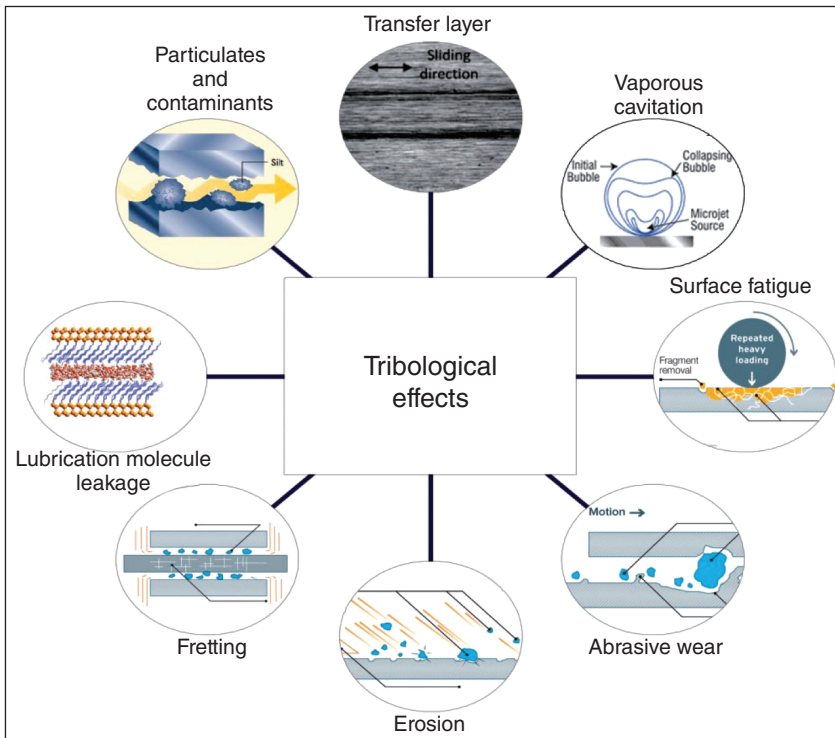 Transfer layer
Sliding
direction
Particulates
and
contaminants
Silt
Vaporous
cavitation
Initial
Bubble
Collapsing
Bubble
Microjet
Source
Surface fatigue
Repeated
heavy
loading
Fragment
removal
Tribological
effects
Lubrication molecule
leakage
Motion
Fretting
Erosion
Abrasive wear